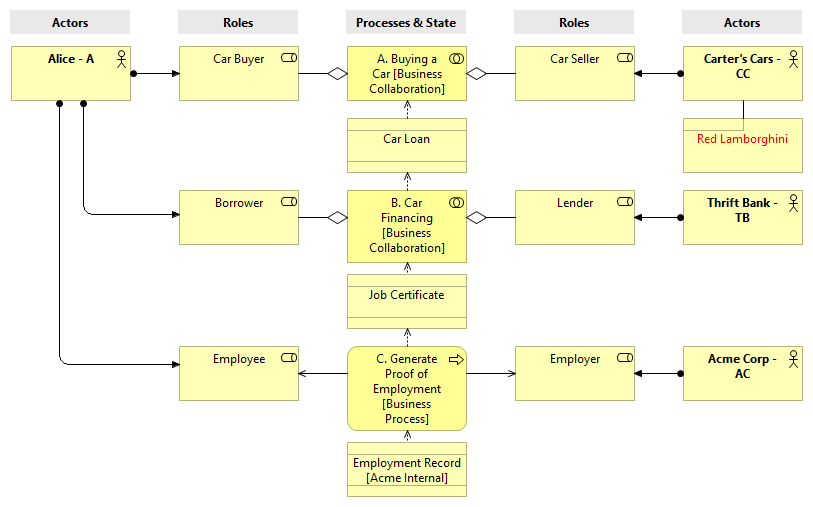 Actors
Roles
Processes & State
Roles
Actors
Alice - A
Car Buyer
A. Buying a
Car [Business
Collaboration]
Car Seller
Carter's Cars -
CC
Car Loan
Red Lamborghini
Borrower
B. Car
Financing
[Business
Collaboration]
Lender
Thrift Bank -
TB
Job Certificate
Employee
C. Generate
Proof of
Employment
[Business
Process]
Employer
Acme Corp -
AC
Employment Record
[Acme Internal]